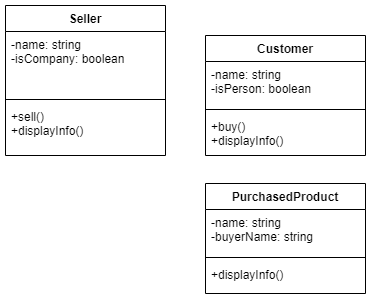 Seller
-name: string
-isCompany: boolean
+sell()
+displayInfo()
Customer
-name: string
-isPerson: boolean
+buy()
+displayInfo()
PurchasedProduct
-name: string
-buyerName: string
+displayInfo()